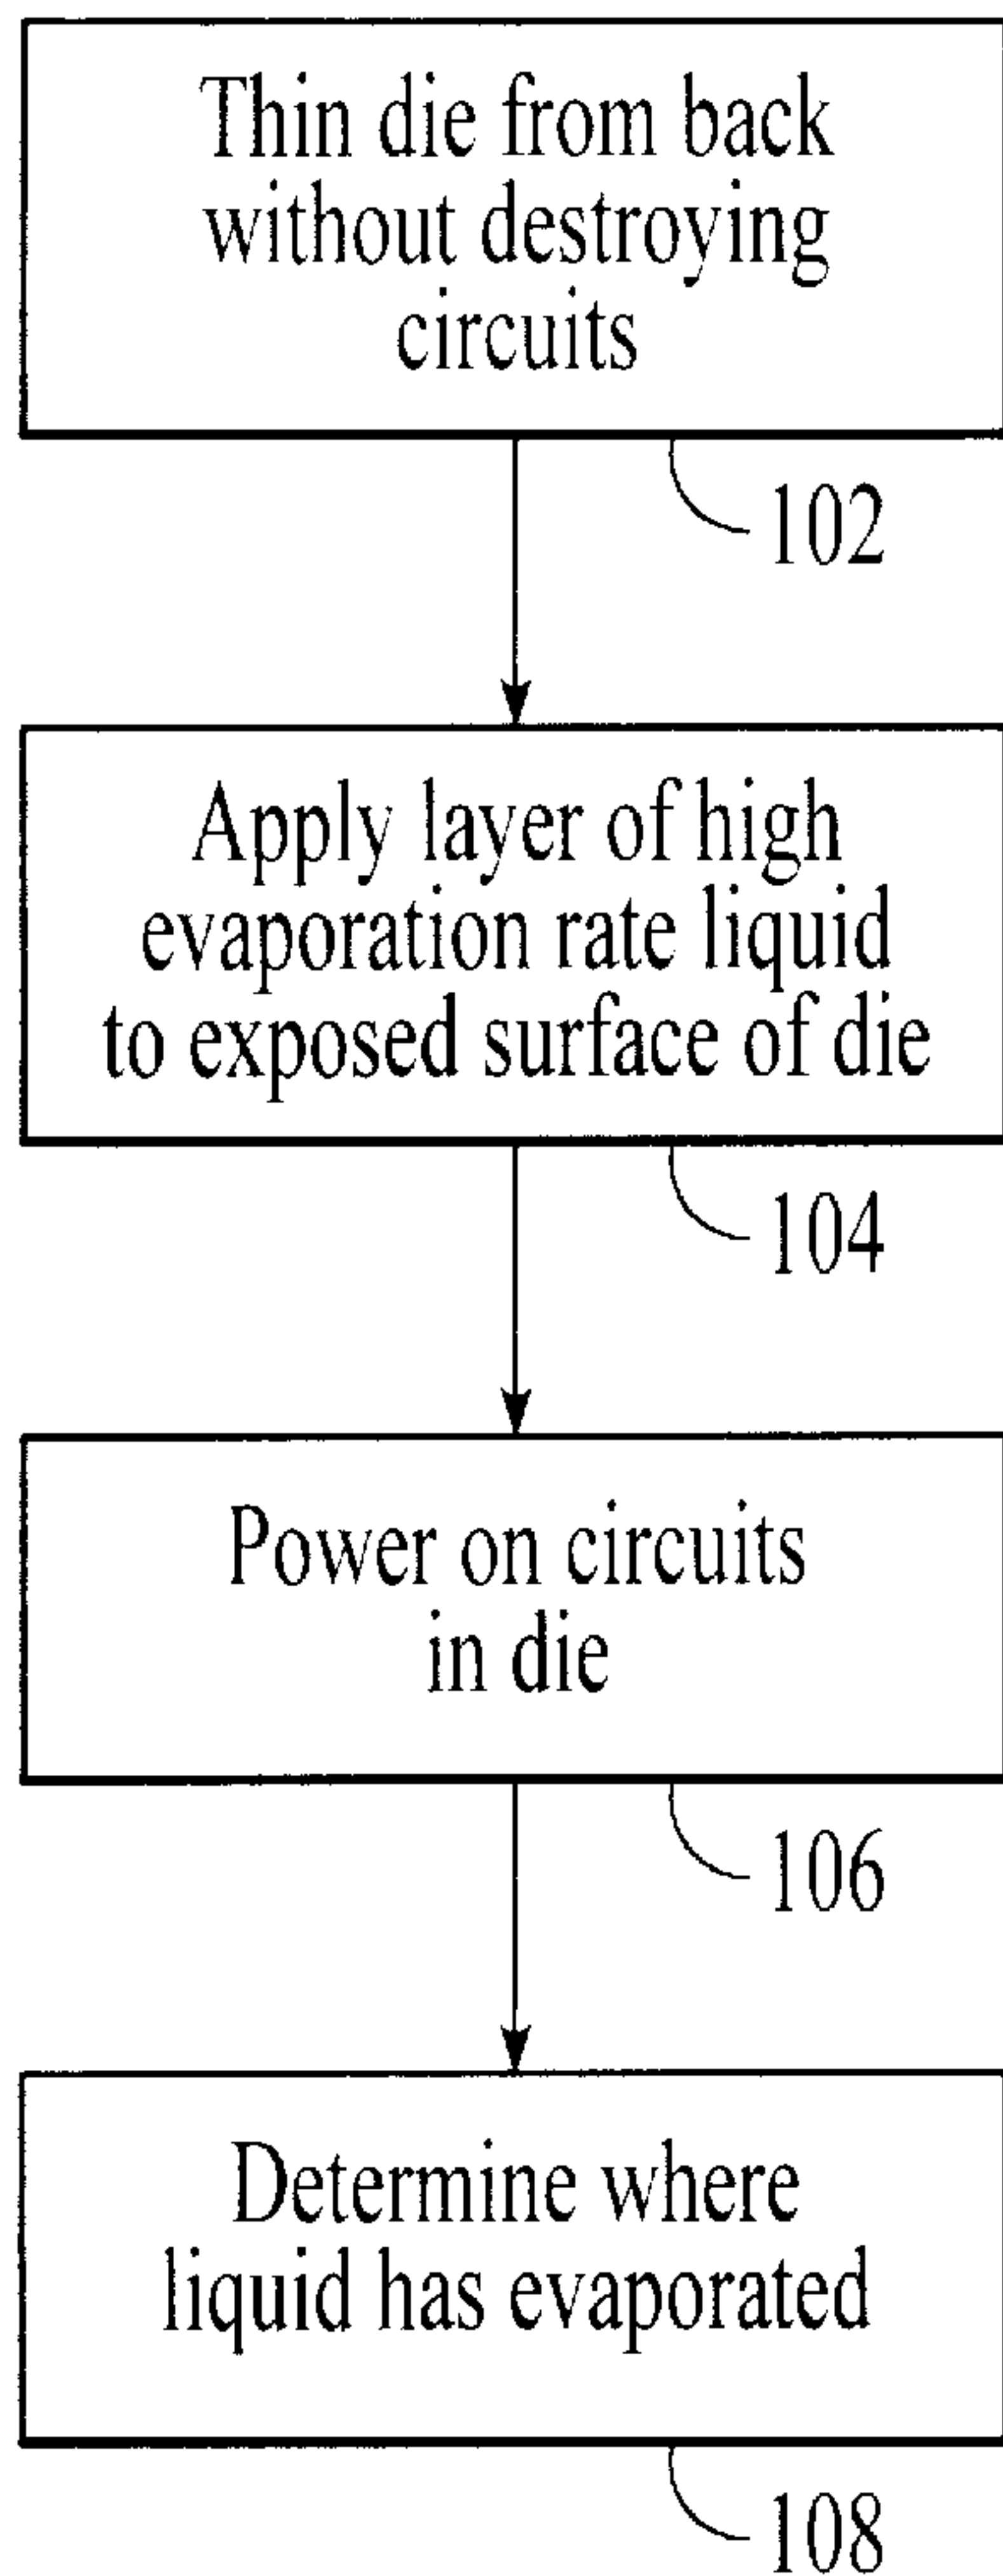 Thin die from back
without destroying
circuits
102
Apply layer of high
evaporation rate liquid
to exposed surface of die
104
Power on circuits
in die
106
Determine where
liquid has evaporated
108